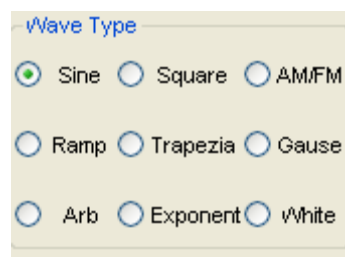 Wave Type
Sine Square AM/FM
Ramp Trapezia Gause
Arb Exponent White